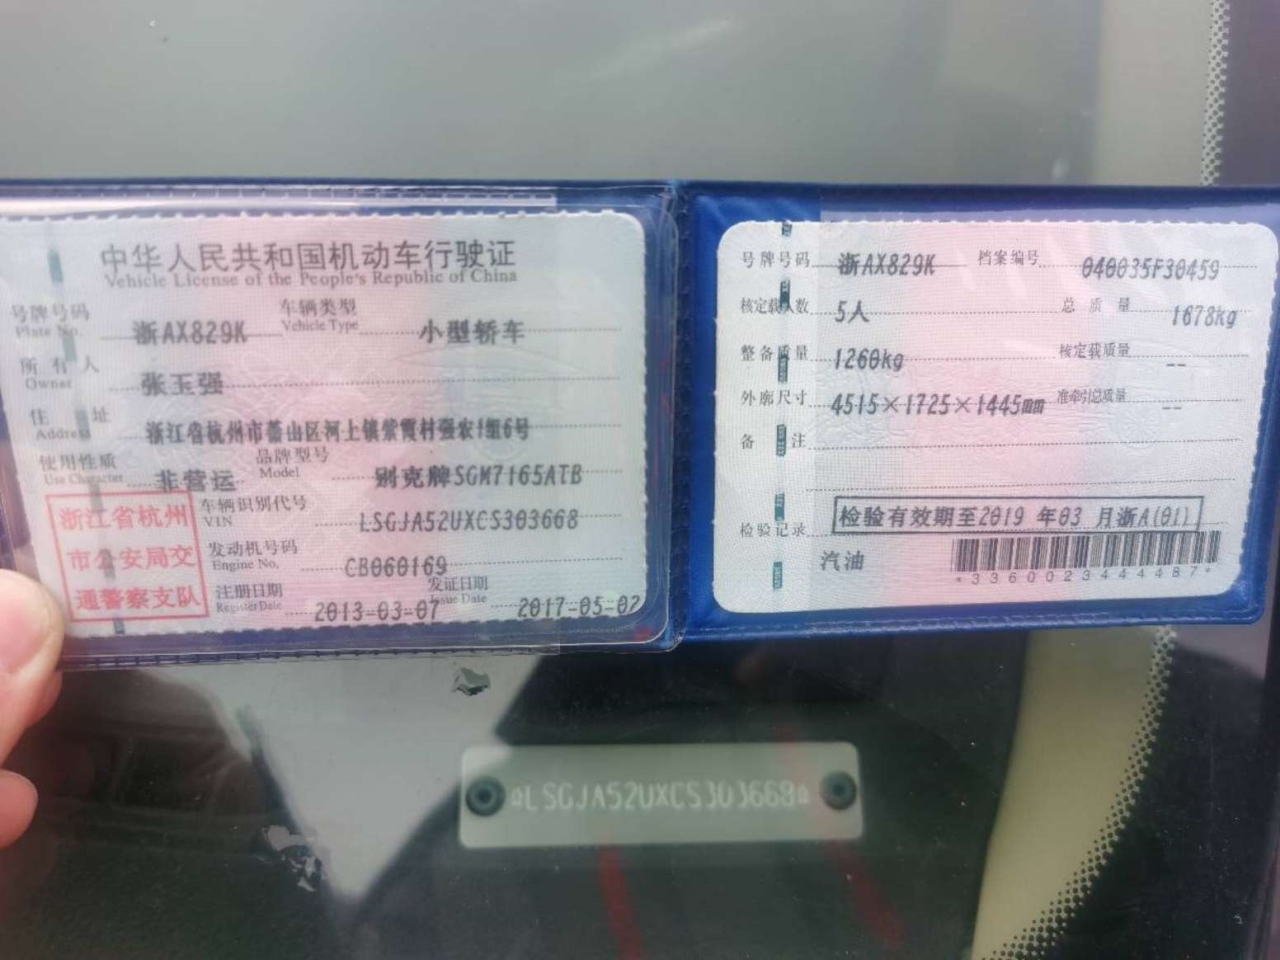 中华人民共和国机动车行驶证
Vehicle License of the People's Republic of China
号牌号码 浙AX829K 车辆类型 小型轿车
Plate No. Vehicle Type
所有人 张玉强
Owner
住址 浙江省杭州市萧山区河上镇紫霞村强农1组6号
Address
使用性质 非营运 品牌型号 别克牌SGM7165ATB
Use Character Model
浙江省杭州
市公安局交
通警察支队
车辆识别代号 LSGJA52UXCS303668
VIN
发动机号码 CB060169
Engine No.
注册日期 2013-03-07 发证日期 2017-05-02
Register Date Issue Date
号牌号码 浙AX829K 档案编号 040035F30459
核定载人数 5人 总质量 1678kg
整备质量 1260kg 核定载质量 --
外廓尺寸 4515×1725×1445mm 准牵引总质量 --
备注
检验记录 检验有效期至2019年03月浙A(01)
汽油
*3360023444487*
LSGJA52UXCS303668